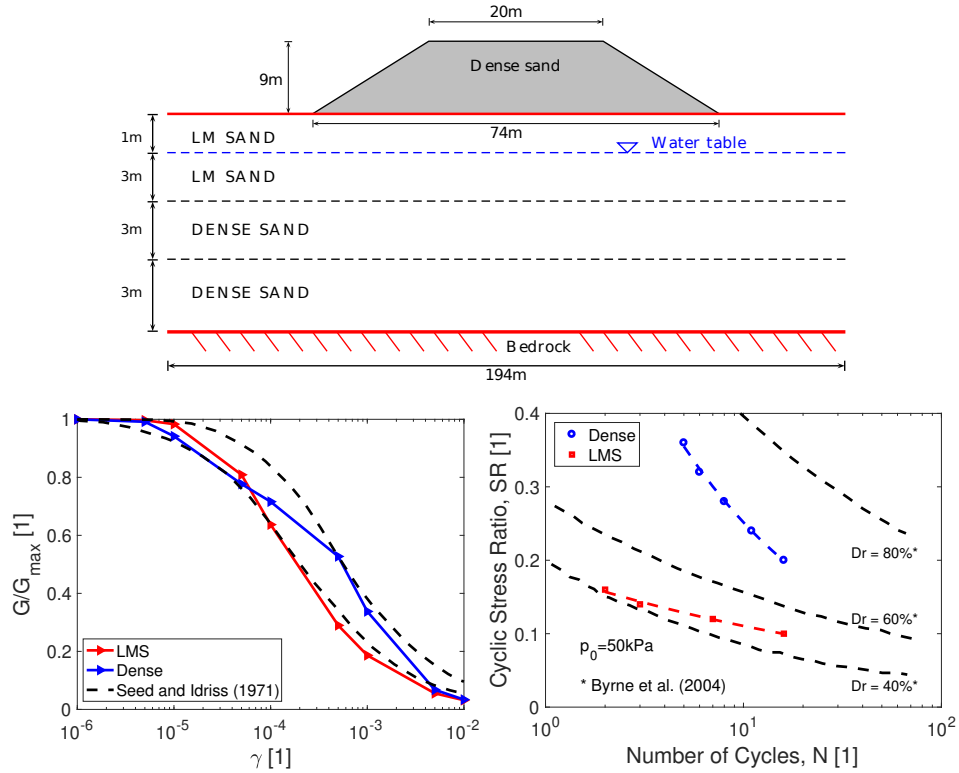 20m
Dense sand
9m
74m
1m
LM SAND
Water table
3m
LM SAND
3m
DENSE SAND
3m
DENSE SAND
Bedrock
194m
G/G_max [1]
1
0.8
0.6
0.4
0.2
0
LMS
Dense
Seed and Idriss (1971)
10^-6
10^-5
10^-4
10^-3
10^-2
γ [1]
Cyclic Stress Ratio, SR [1]
0.4
0.3
0.2
0.1
0
Dense
LMS
Dr = 80%*
Dr = 60%*
p_0=50kPa
* Byrne et al. (2004)
Dr = 40%*
10^0
10^1
10^2
Number of Cycles, N [1]